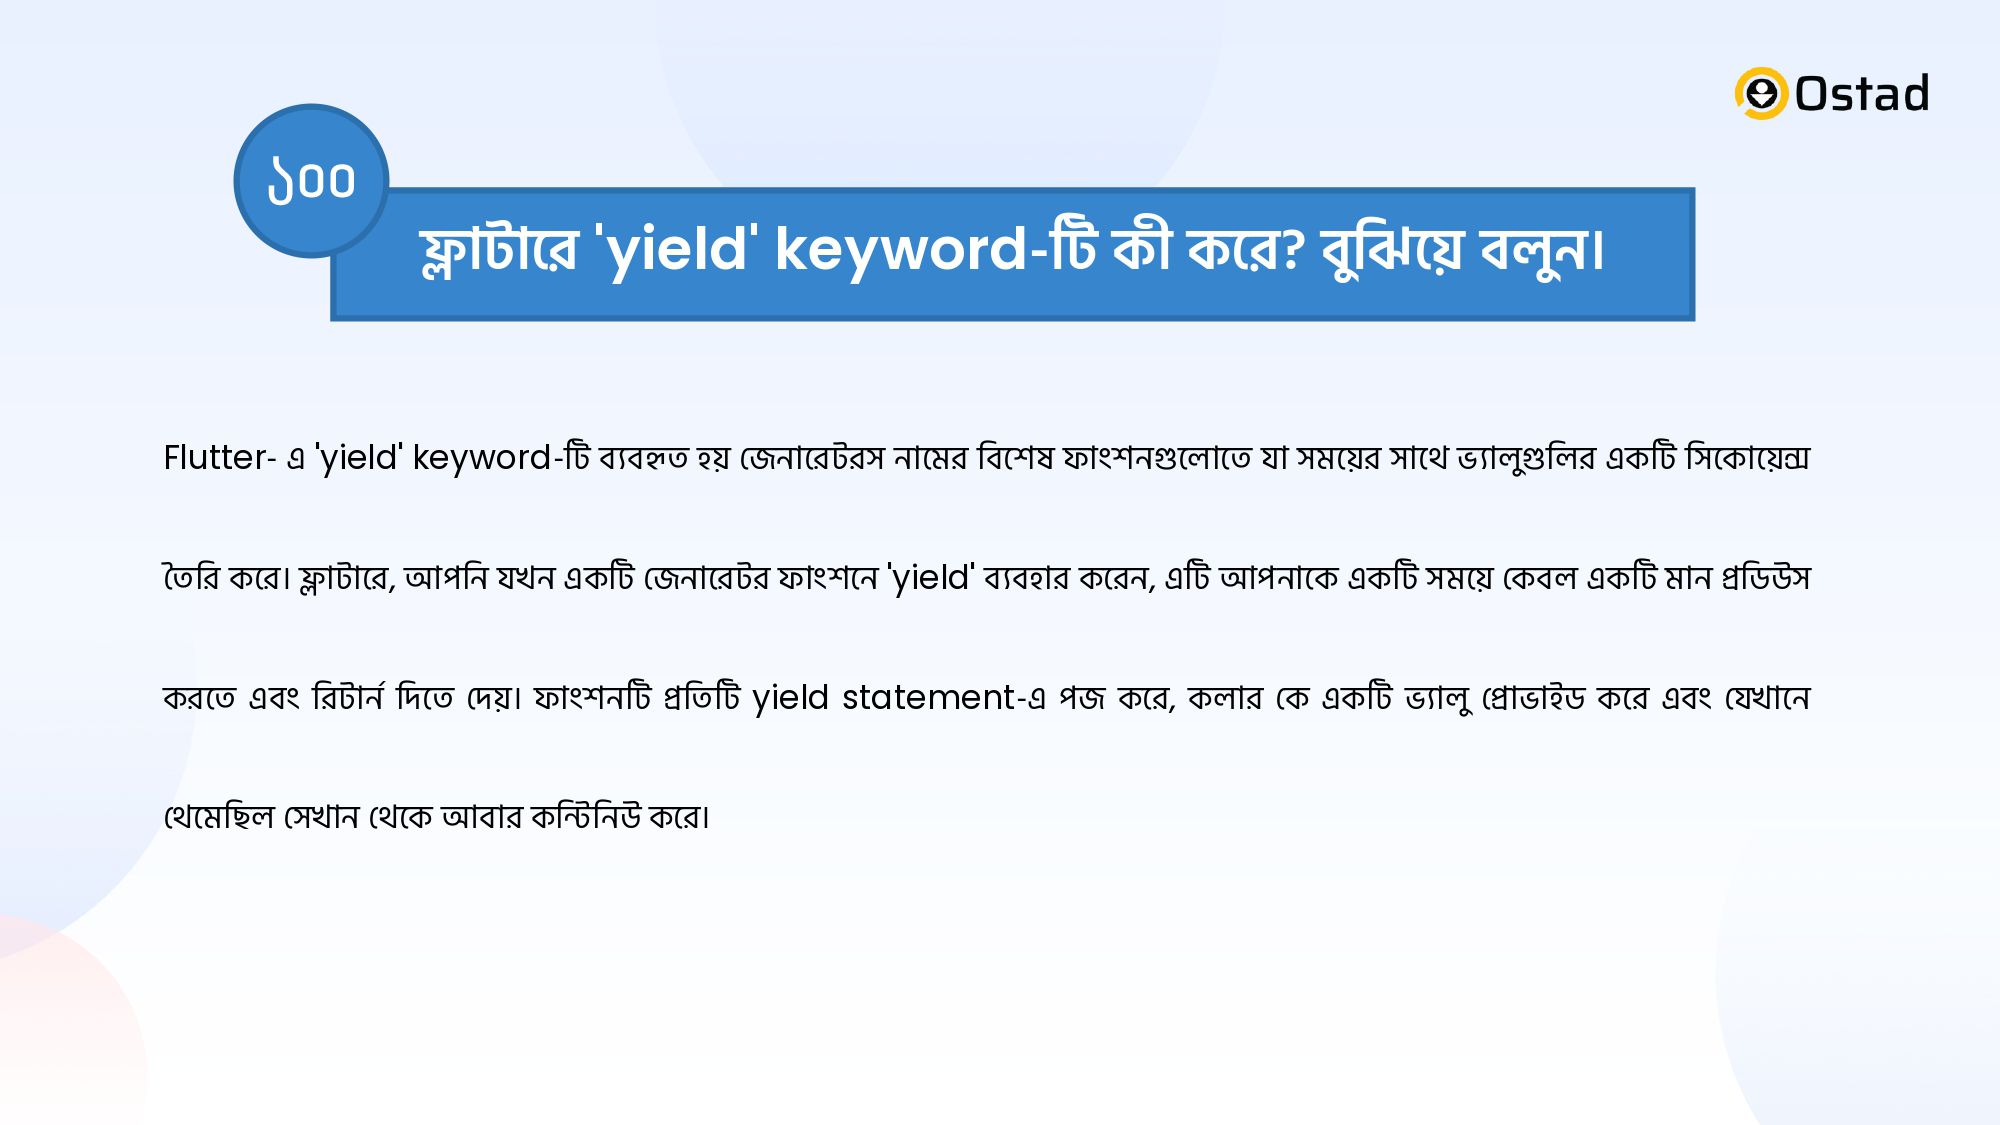 Ostad
১০০
ফ্লাটারে 'yield' keyword-টি কী করে? বুঝিয়ে বলুন।
Flutter- এ 'yield' keyword-টি ব্যবহৃত হয় জেনারেটরস নামের বিশেষ ফাংশনগুলোতে যা সময়ের সাথে ভ্যালুগুলির একটি সিকোয়েন্স
তৈরি করে। ফ্লাটারে, আপনি যখন একটি জেনারেটর ফাংশনে 'yield' ব্যবহার করেন, এটি আপনাকে একটি সময়ে কেবল একটি মান প্রডিউস
করতে এবং রিটার্ন দিতে দেয়। ফাংশনটি প্রতিটি yield statement-এ পজ করে, কলার কে একটি ভ্যালু প্রোভাইড করে এবং যেখানে
থেমেছিল সেখান থেকে আবার কন্টিনিউ করে।